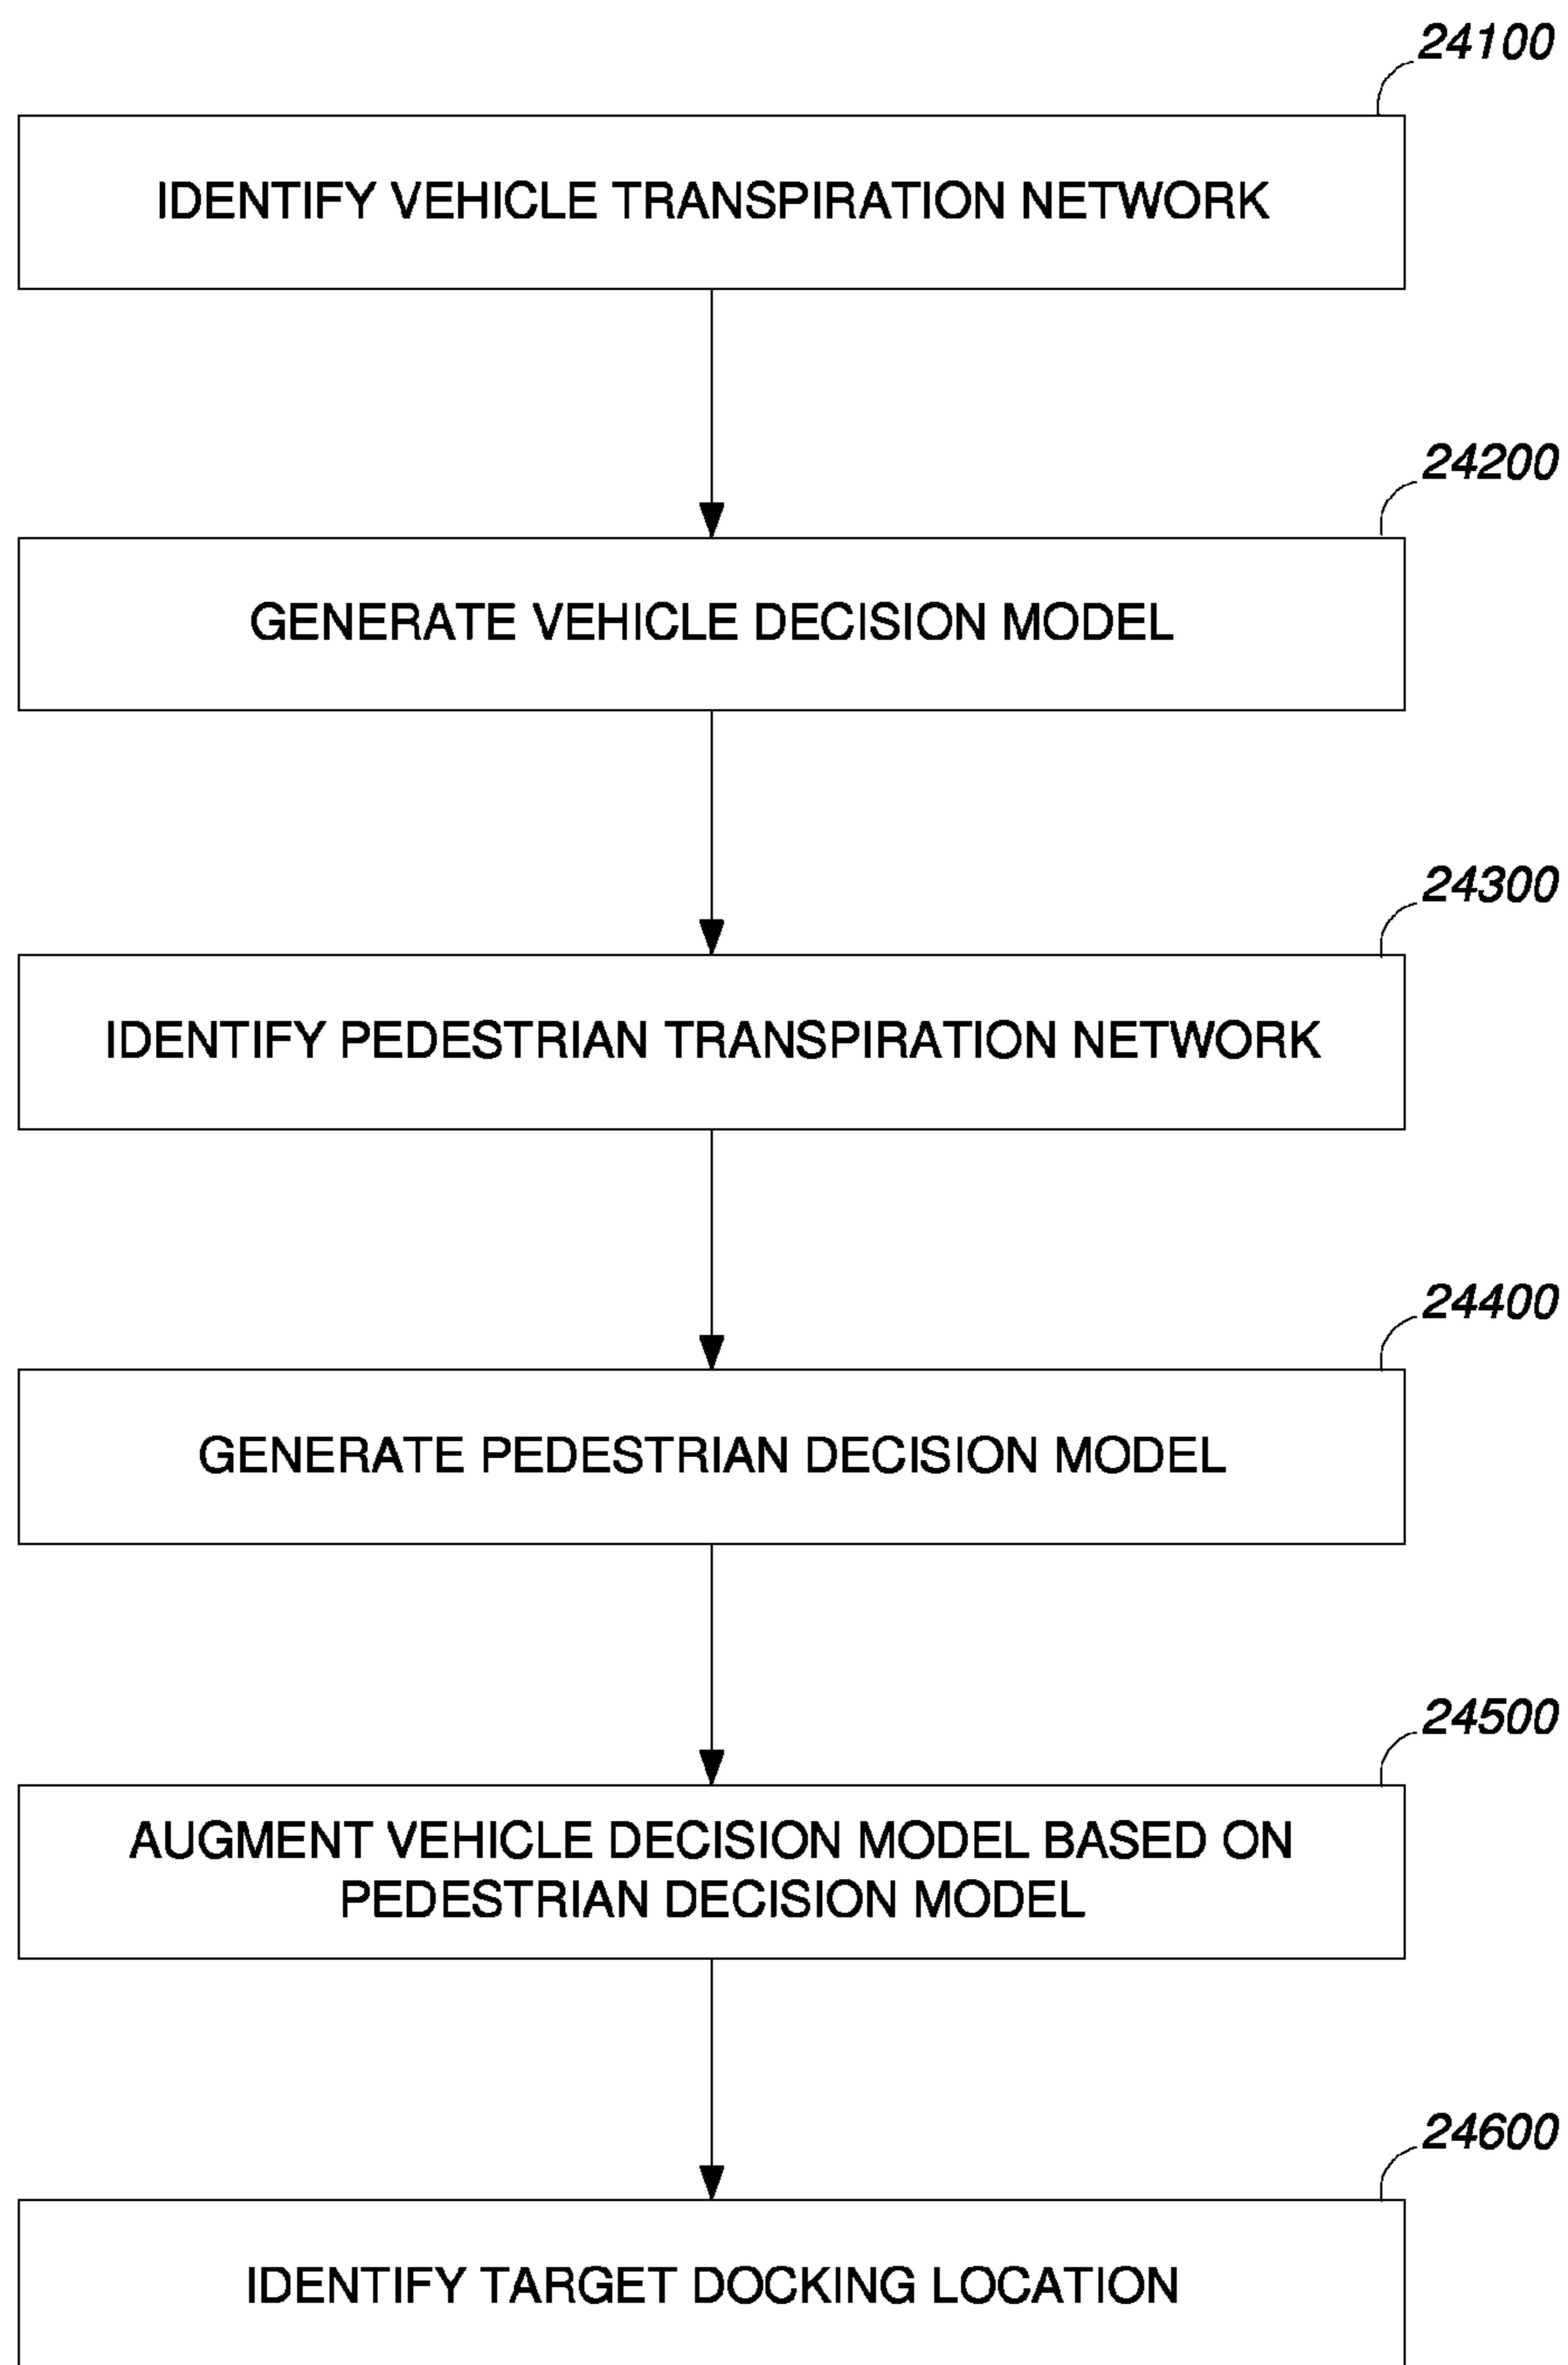 24100
IDENTIFY VEHICLE TRANSPIRATION NETWORK
24200
GENERATE VEHICLE DECISION MODEL
24300
IDENTIFY PEDESTRIAN TRANSPIRATION NETWORK
24400
GENERATE PEDESTRIAN DECISION MODEL
24500
AUGMENT VEHICLE DECISION MODEL BASED ON
PEDESTRIAN DECISION MODEL
24600
IDENTIFY TARGET DOCKING LOCATION